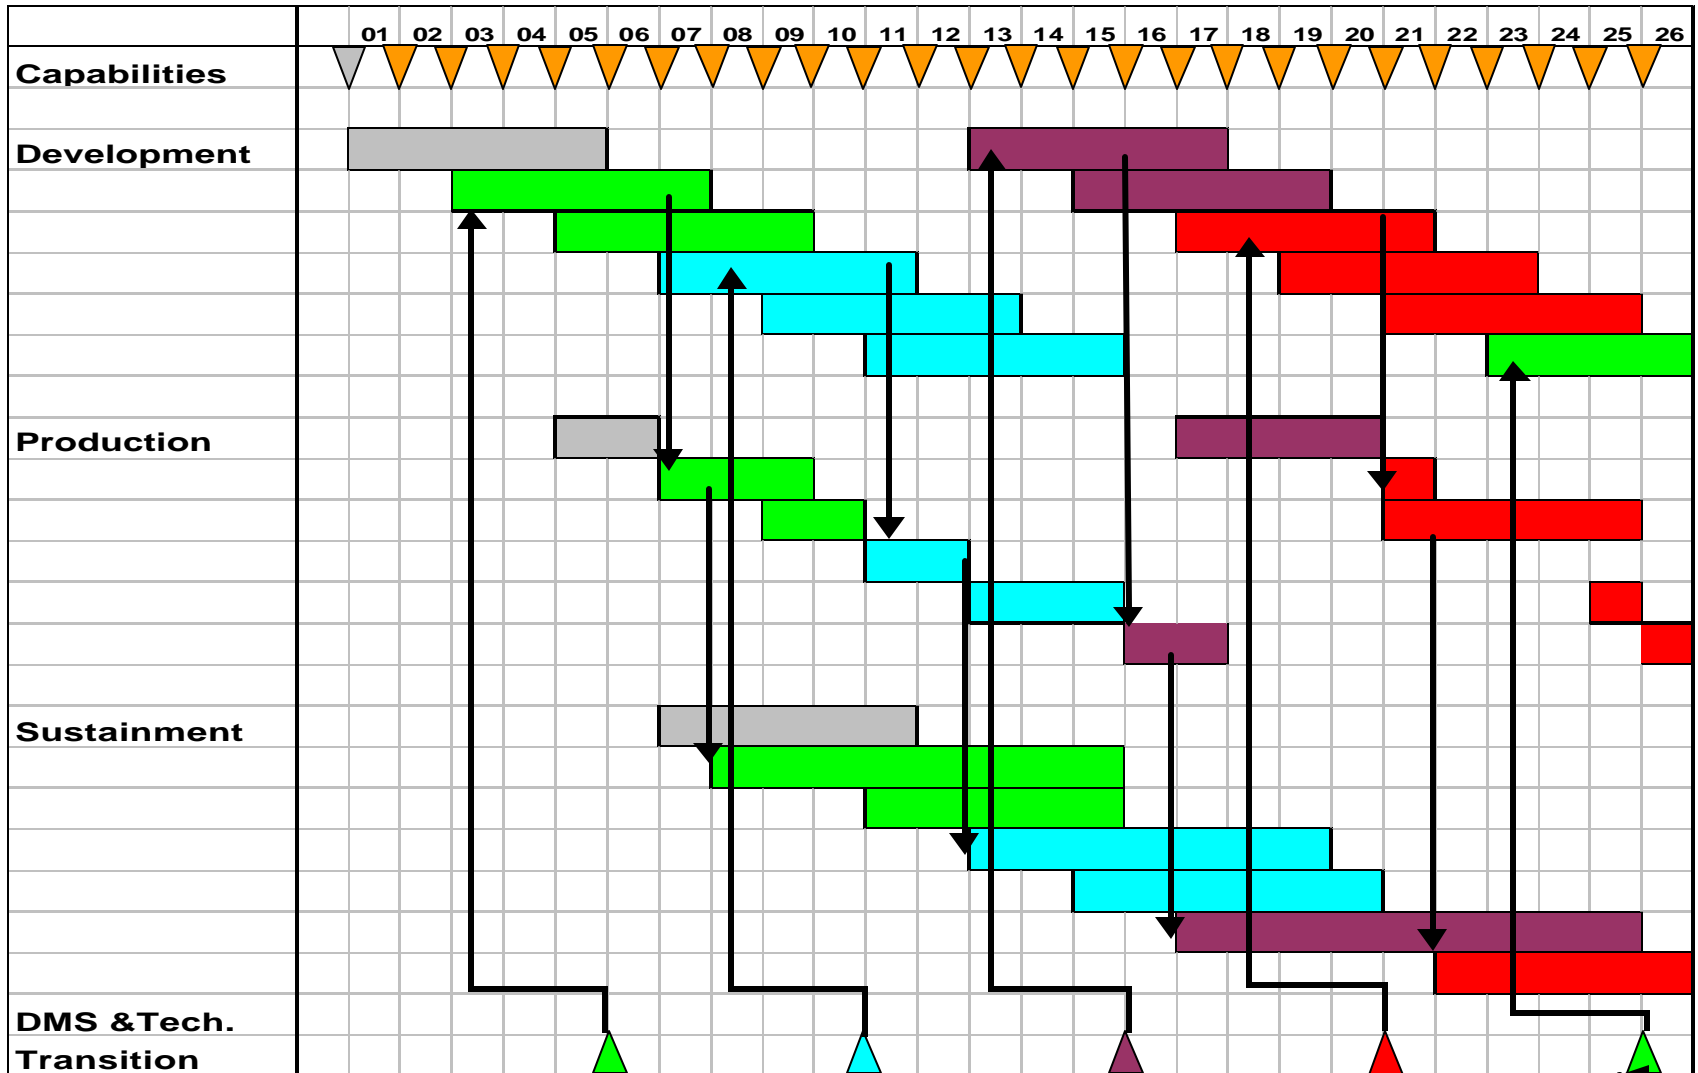 01 02 03 04 05 06 07 08 09 10 11 12 13 14 15 16 17 18 19 20 21 22 23 24 25 26
Capabilities
Development
Production
Sustainment
DMS &Tech.
Transition